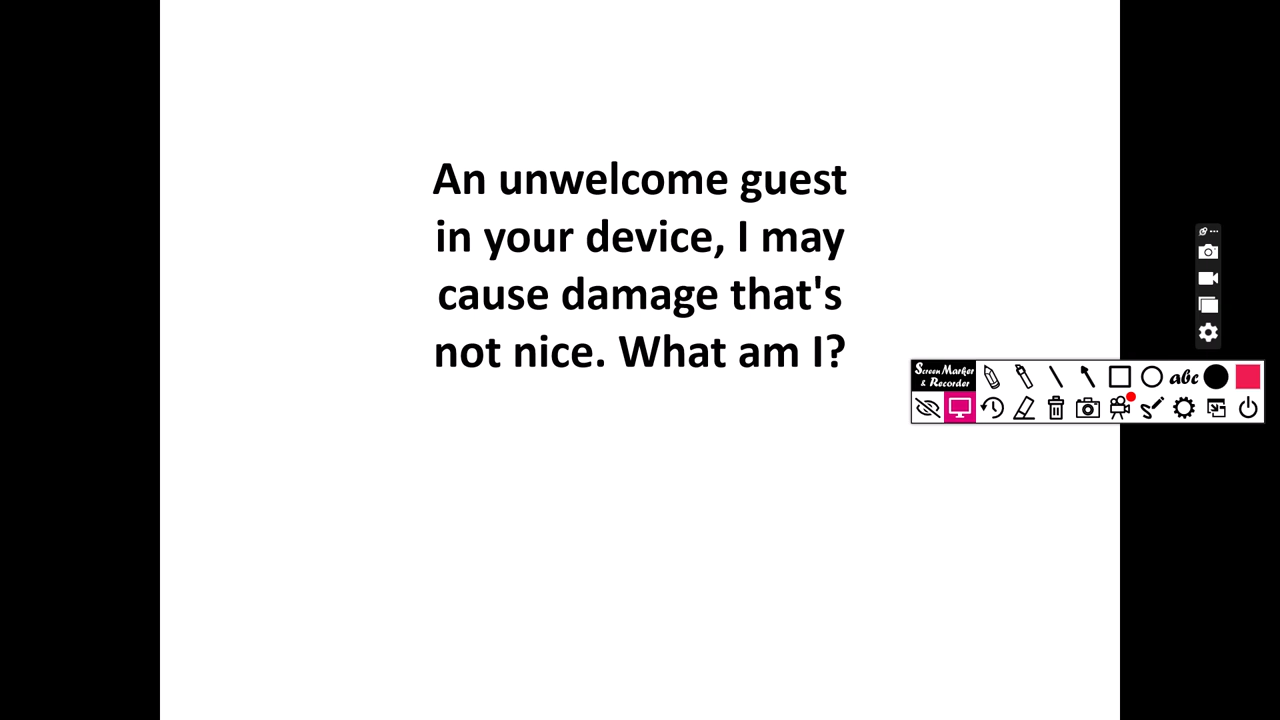 An unwelcome guest
in your device, I may
cause damage that's
not nice. What am I?
Screen Marker
& Recorder
abc